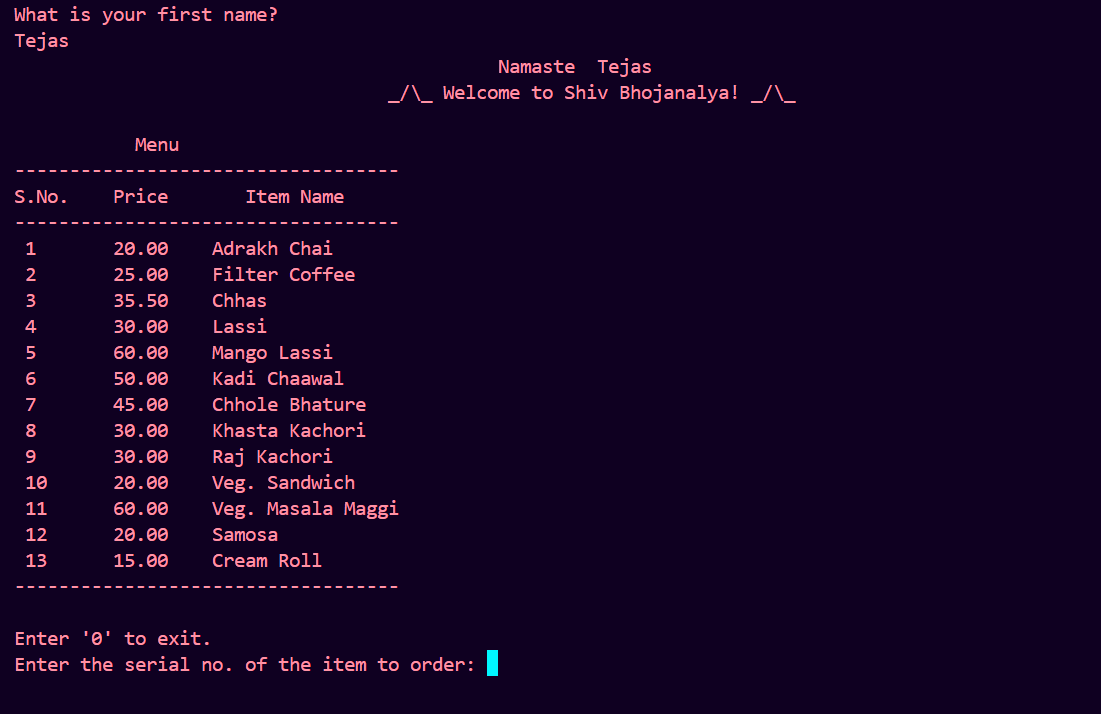 What is your first name?
Tejas
Namaste  Tejas
_/\_ Welcome to Shiv Bhojanalya! _/\_
Menu
-----------------------------------
S.No.    Price       Item Name
-----------------------------------
1       20.00    Adrakh Chai
2       25.00    Filter Coffee
3       35.50    Chhas
4       30.00    Lassi
5       60.00    Mango Lassi
6       50.00    Kadi Chaawal
7       45.00    Chhole Bhature
8       30.00    Khasta Kachori
9       30.00    Raj Kachori
10      20.00    Veg. Sandwich
11      60.00    Veg. Masala Maggi
12      20.00    Samosa
13      15.00    Cream Roll
-----------------------------------
Enter '0' to exit.
Enter the serial no. of the item to order: